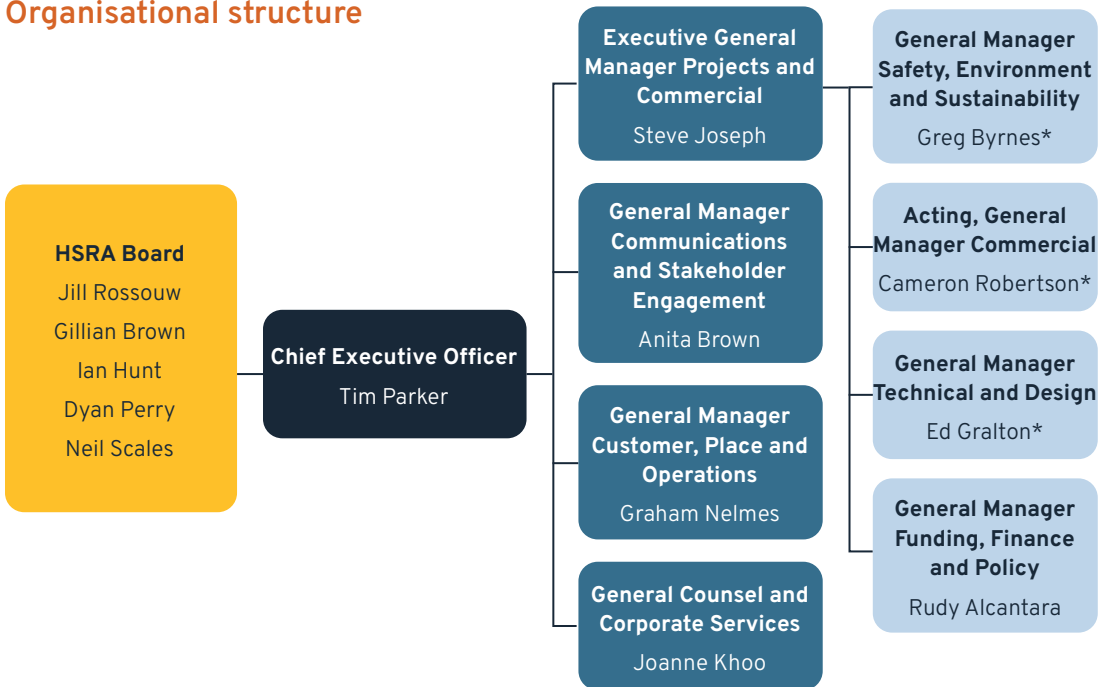 Organisational structure
HSRA Board
Jill Rossouw
Gillian Brown
Ian Hunt
Dyan Perry
Neil Scales
Chief Executive Officer
Tim Parker
Executive General
Manager Projects and
Commercial
Steve Joseph
General Manager
Communications
and Stakeholder
Engagement
Anita Brown
General Manager
Customer, Place and
Operations
Graham Nelmes
General Counsel and
Corporate Services
Joanne Khoo
General Manager
Safety, Environment
and Sustainability
Greg Byrnes*
Acting, General
Manager Commercial
Cameron Robertson*
General Manager
Technical and Design
Ed Gralton*
General Manager
Funding, Finance
and Policy
Rudy Alcantara